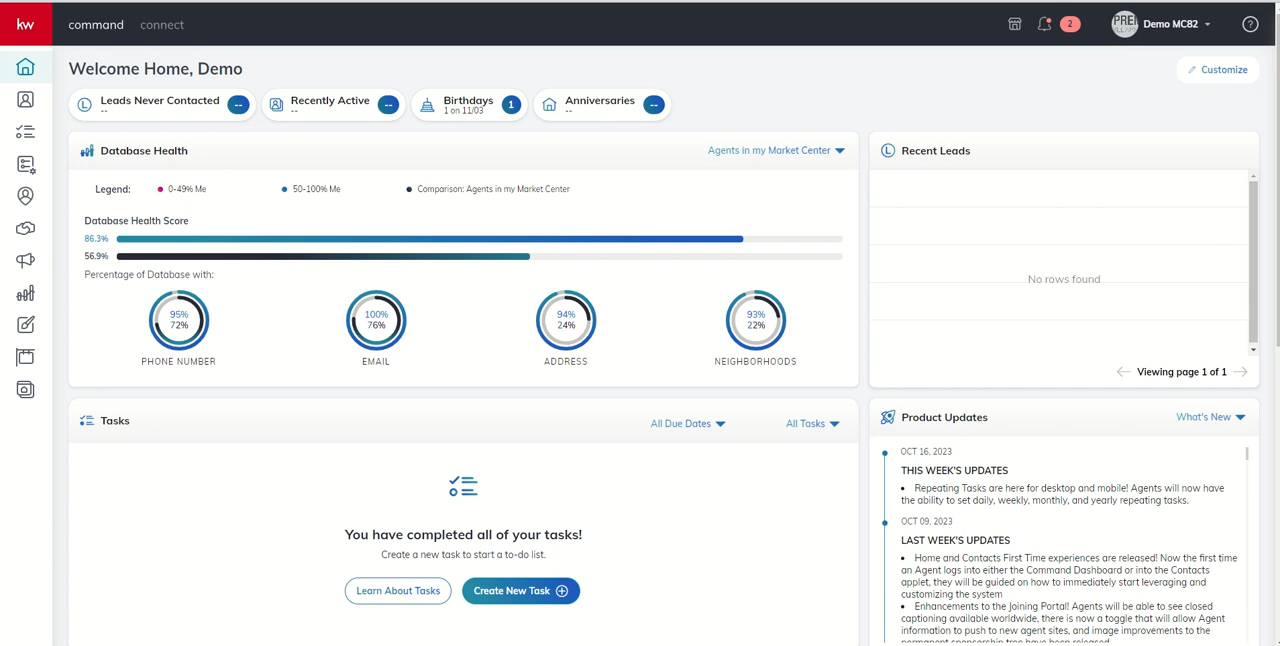 kw
command
connect
2
PRE
Demo MC82
Welcome Home, Demo
Customize
Leads Never Contacted
--
--
Recently Active
--
--
Birthdays
1 on 11/03
1
Anniversaries
--
--
Database Health
Agents in my Market Center
Legend:
0-49% Me
50-100% Me
Comparison: Agents in my Market Center
Database Health Score
86.3%
56.9%
Percentage of Database with:
95%
72%
PHONE NUMBER
100%
76%
EMAIL
94%
24%
ADDRESS
93%
22%
NEIGHBORHOODS
Recent Leads
No rows found
Viewing page 1 of 1
Tasks
All Due Dates
All Tasks
You have completed all of your tasks!
Create a new task to start a to-do list.
Learn About Tasks
Create New Task
Product Updates
What's New
OCT 16, 2023
THIS WEEK'S UPDATES
• Repeating Tasks are here for desktop and mobile! Agents will now have
the ability to set daily, weekly, monthly, and yearly repeating tasks.
OCT 09, 2023
LAST WEEK'S UPDATES
• Home and Contacts First Time experiences are released! Now the first time
an Agent logs into either the Command Dashboard or into the Contacts
applet, they will be guided on how to immediately start leveraging and
customizing the system
• Enhancements to the Joining Portal! Agents will be able to see closed
captioning available worldwide, there is now a toggle that will allow Agent
information to push to new agent sites, and image improvements to the
permanent sponsorship tree have been released